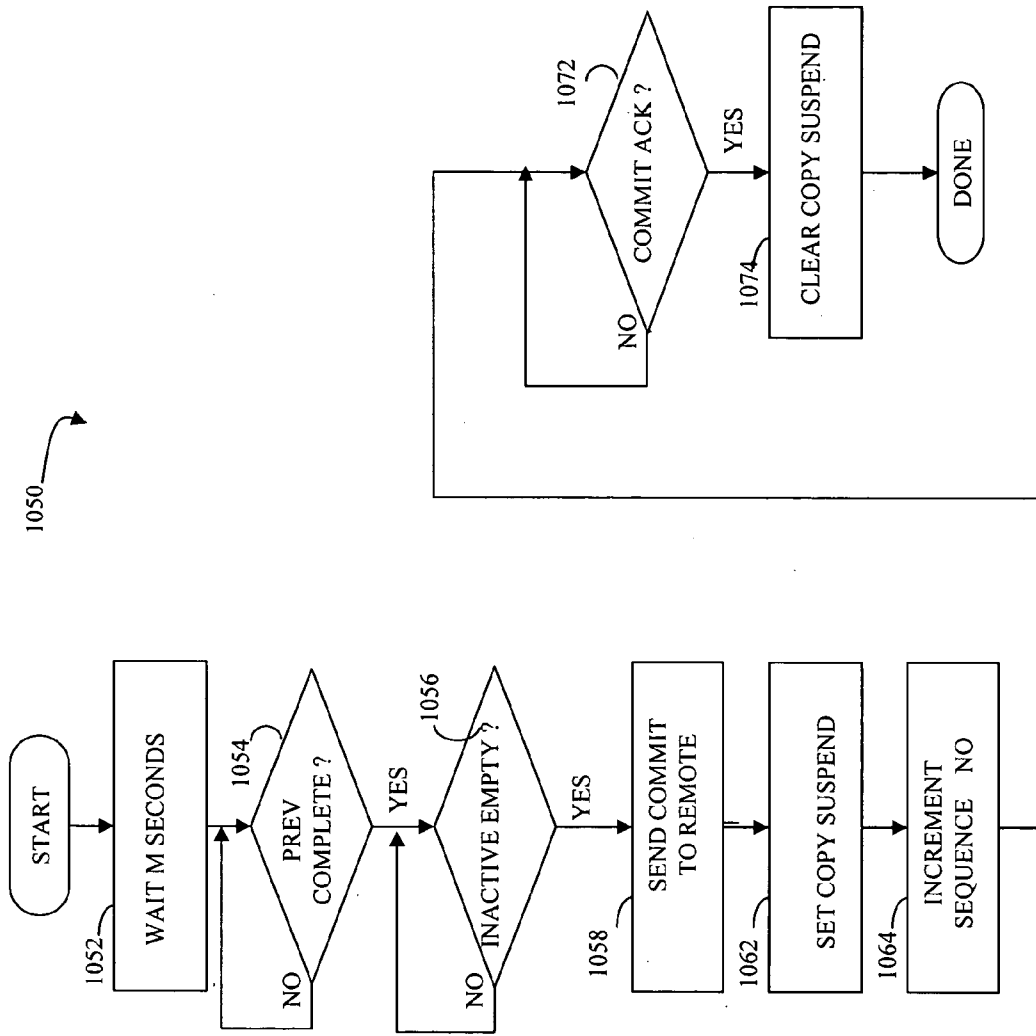 1050
START
1052
WAIT M SECONDS
1054
PREV
COMPLETE ?
NO
YES
1056
INACTIVE EMPTY ?
NO
YES
1058
SEND COMMIT
TO REMOTE
1062
SET COPY SUSPEND
1064
INCREMENT
SEQUENCE NO
1072
COMMIT ACK ?
NO
YES
1074
CLEAR COPY SUSPEND
DONE